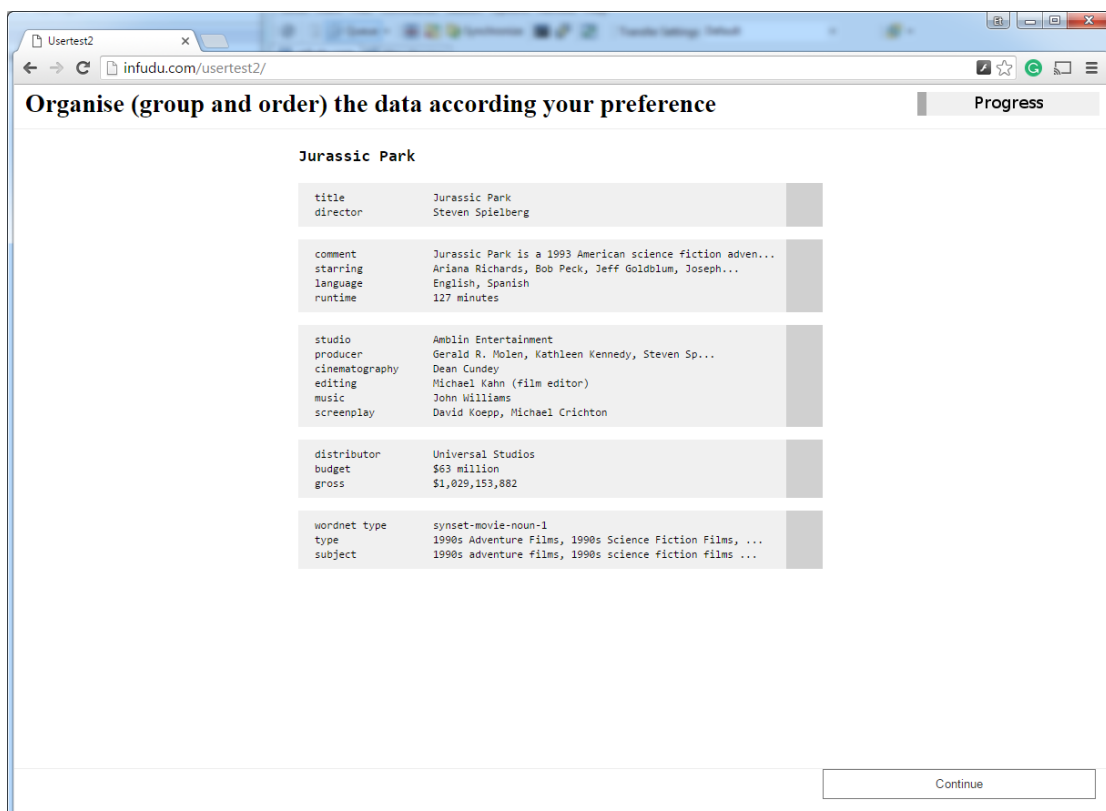 Et
Usertest2
infudu.com/usertest2/
Organise (group and order) the data according your preference
Progress
Jurassic Park
title Jurassic Park
director Steven Spielberg
comment Jurassic Park is a 1993 American science fiction adven...
starring Ariana Richards, Bob Peck, Jeff Goldblum, Joseph...
language English, Spanish
runtime 127 minutes
studio Amblin Entertainment
producer Gerald R. Molen, Kathleen Kennedy, Steven Sp...
cinematography Dean Cundey
editing Michael Kahn (film editor)
music John Williams
screenplay David Koepp, Michael Crichton
distributor Universal Studios
budget $63 million
gross $1,029,153,882
wordnet type synset-movie-noun-1
type 1990s Adventure Films, 1990s Science Fiction Films, ...
subject 1990s adventure films, 1990s science fiction films ...
Continue